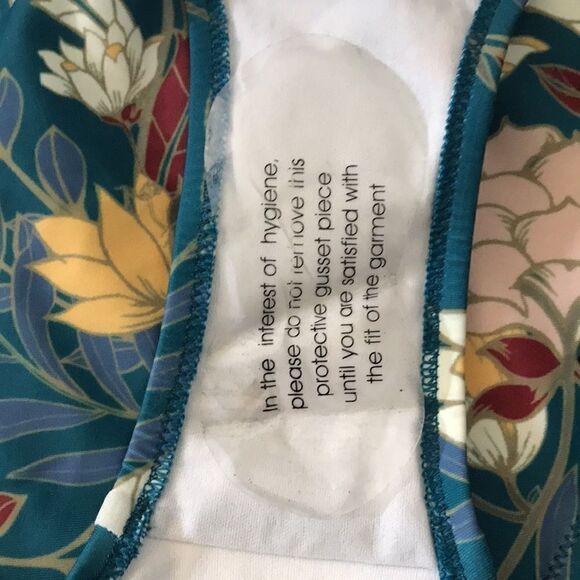 In the interest of hygiene,
please do not remove this
protective gusset piece
until you are satisfied with
the fit of the garment